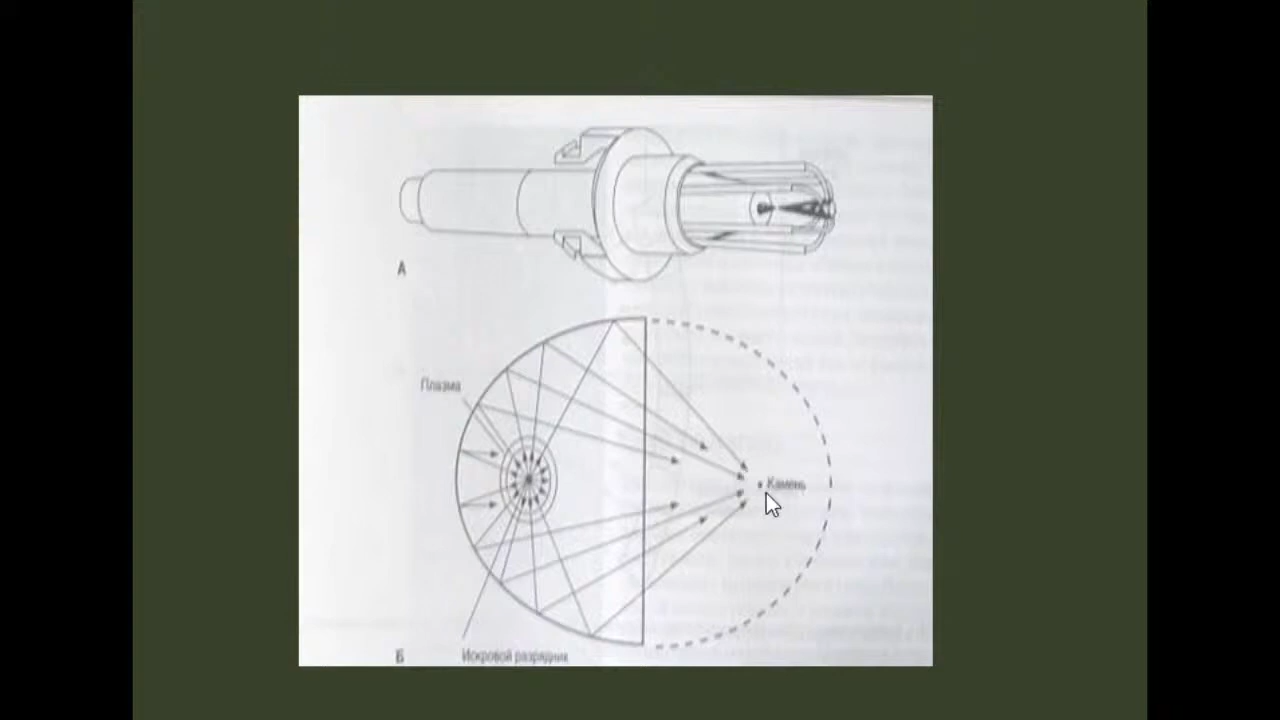 А
Плазма
Камень
Б
Искровой разрядник